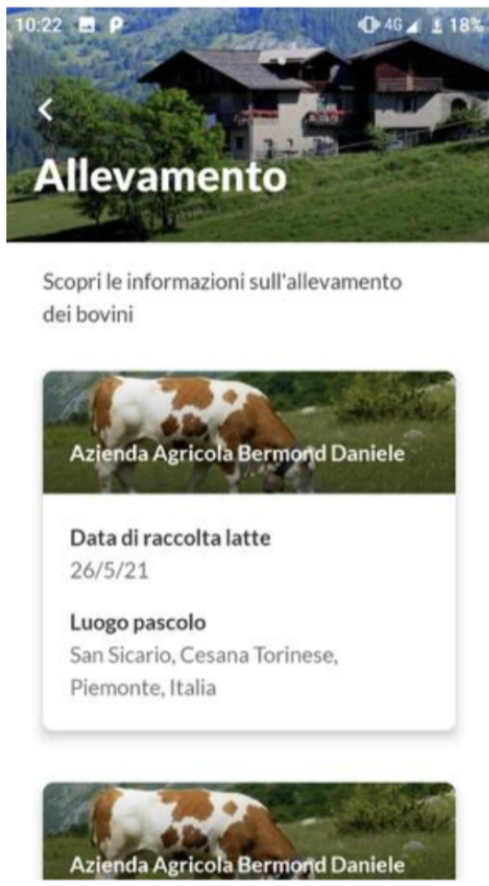 10:22 P 4G 18%
Allevamento
Scopri le informazioni sull'allevamento
dei bovini
Azienda Agricola Bermond Daniele
Data di raccolta latte
26/5/21
Luogo pascolo
San Sicario, Cesana Torinese,
Piemonte, Italia
Azienda Agricola Bermond Daniele